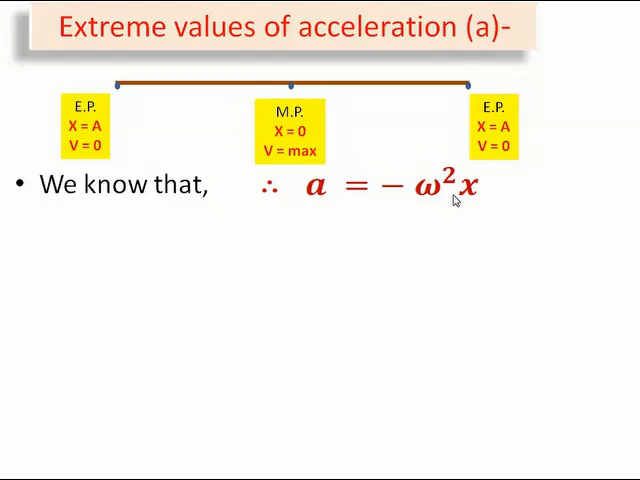 Extreme values of acceleration (a)-
E.P.
X = A
V = 0
M.P.
X = 0
V = max
E.P.
X = A
V = 0
• We know that, ∴ a = − ω²x